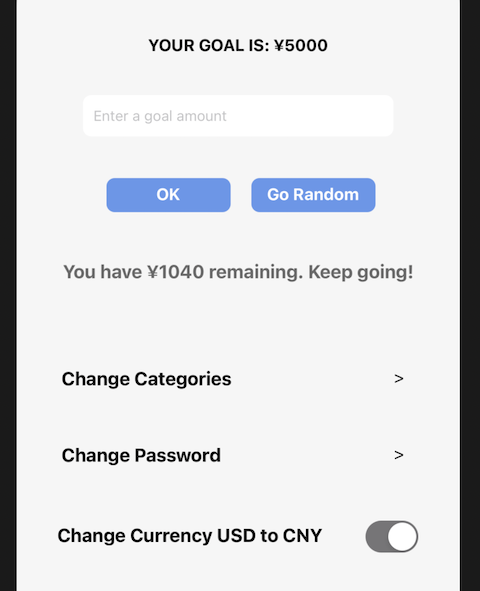 YOUR GOAL IS: ¥5000
Enter a goal amount
OK
Go Random
You have ¥1040 remaining. Keep going!
Change Categories >
Change Password >
Change Currency USD to CNY